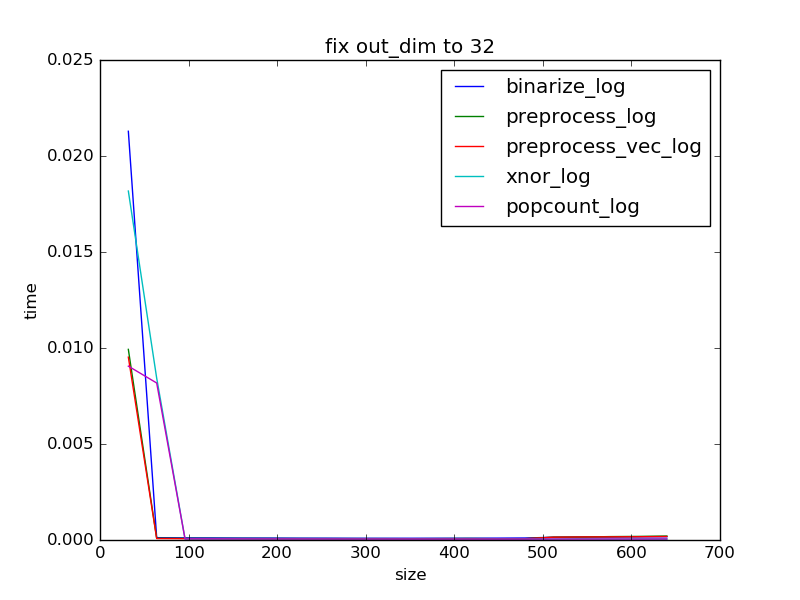 fix out_dim to 32
0.025
0.020
0.015
0.010
0.005
0.000
time
binarize_log
preprocess_log
preprocess_vec_log
xnor_log
popcount_log
0 100 200 300 400 500 600 700
size